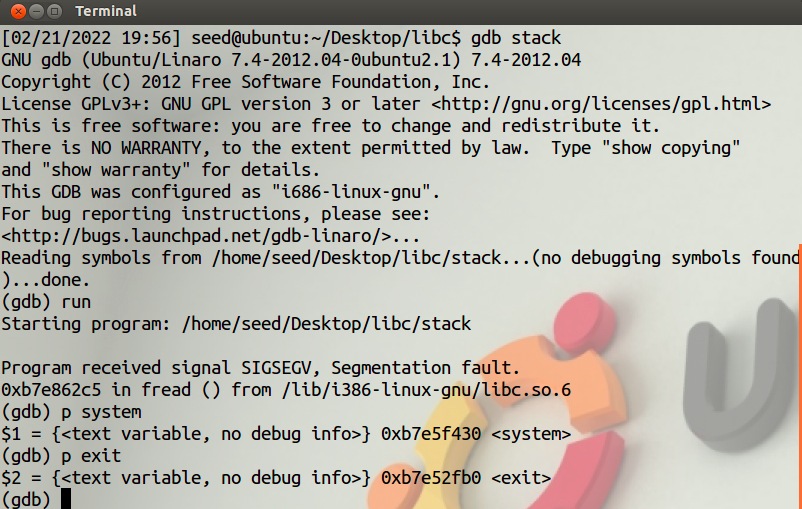 Terminal
[02/21/2022 19:56] seed@ubuntu:~/Desktop/libc$ gdb stack
GNU gdb (Ubuntu/Linaro 7.4-2012.04-0ubuntu2.1) 7.4-2012.04
Copyright (C) 2012 Free Software Foundation, Inc.
License GPLv3+: GNU GPL version 3 or later <http://gnu.org/licenses/gpl.html>
This is free software: you are free to change and redistribute it.
There is NO WARRANTY, to the extent permitted by law.  Type "show copying"
and "show warranty" for details.
This GDB was configured as "i686-linux-gnu".
For bug reporting instructions, please see:
<http://bugs.launchpad.net/gdb-linaro/>...
Reading symbols from /home/seed/Desktop/libc/stack...(no debugging symbols found
)...done.
(gdb) run
Starting program: /home/seed/Desktop/libc/stack
Program received signal SIGSEGV, Segmentation fault.
0xb7e862c5 in fread () from /lib/i386-linux-gnu/libc.so.6
(gdb) p system
$1 = {<text variable, no debug info>} 0xb7e5f430 <system>
(gdb) p exit
$2 = {<text variable, no debug info>} 0xb7e52fb0 <exit>
(gdb)